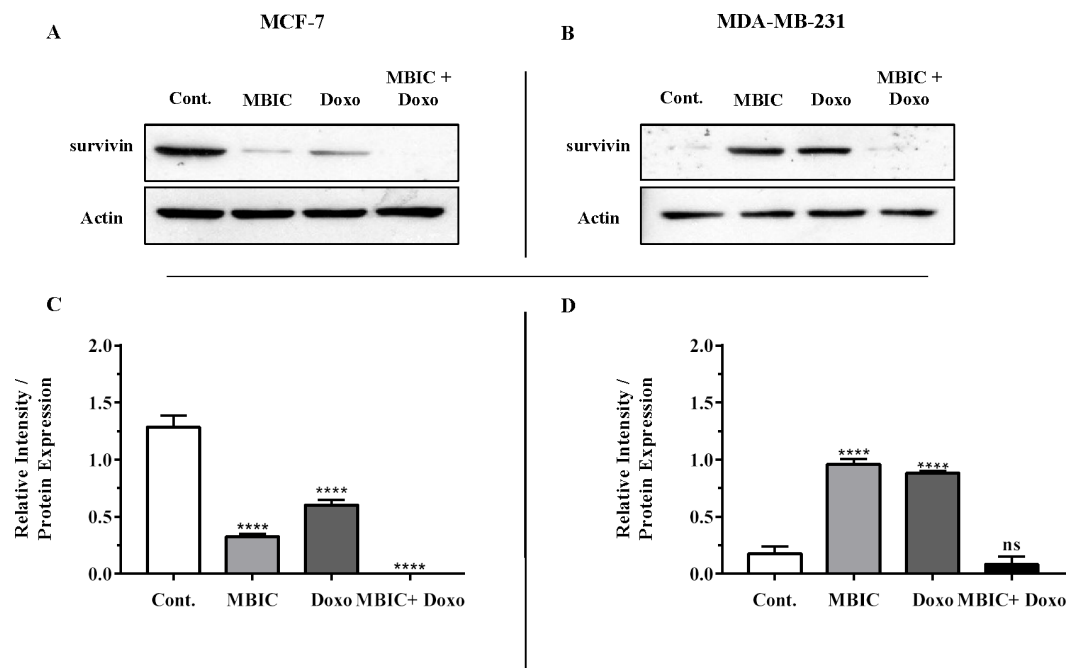 MCF-7
A
Cont. MBIC Doxo MBIC + Doxo
survivin
Actin
MDA-MB-231
B
Cont. MBIC Doxo MBIC + Doxo
survivin
Actin
C
Relative Intensity /
Protein Expression
2.0
1.5
1.0
0.5
0.0
****
****
****
Cont. MBIC Doxo MBIC+ Doxo
D
Relative Intensity /
Protein Expression
2.0
1.5
1.0
0.5
0.0
****
****
ns
Cont. MBIC Doxo MBIC+ Doxo